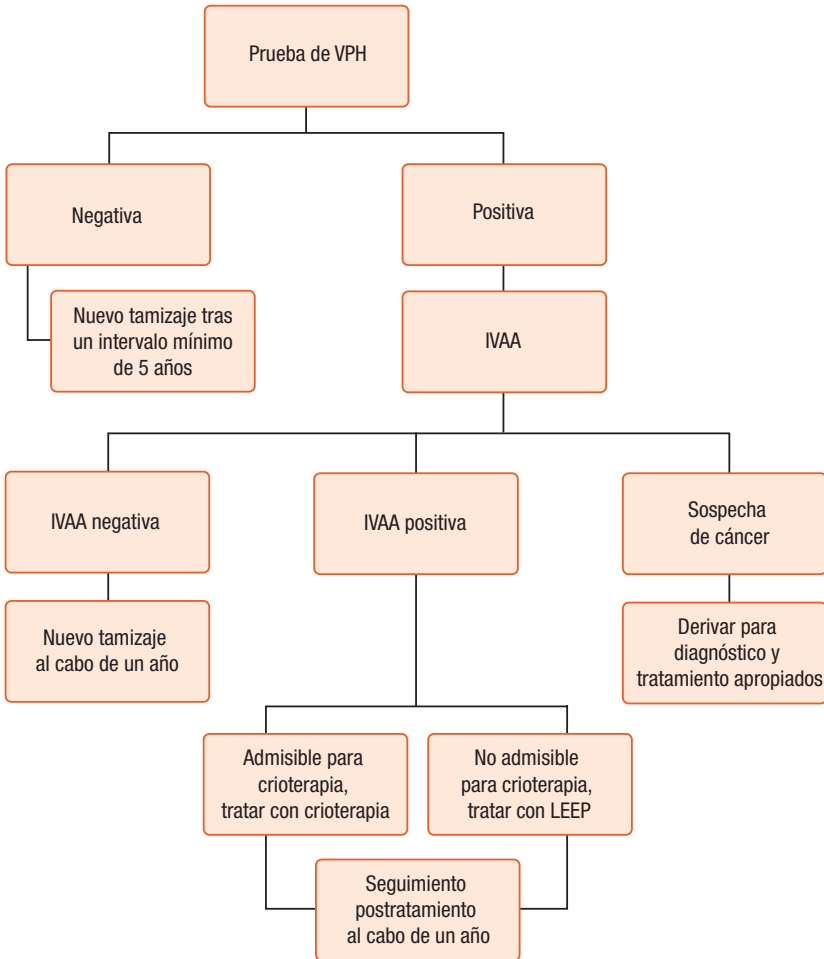 Prueba de VPH
Negativa
Positiva
Nuevo tamizaje tras
un intervalo mínimo
de 5 años
IVAA
IVAA negativa
IVAA positiva
Sospecha
de cáncer
Nuevo tamizaje
al cabo de un año
Derivar para
diagnóstico y
tratamiento apropiados
Admisible para
crioterapia,
tratar con crioterapia
No admisible
para crioterapia,
tratar con LEEP
Seguimiento
postratamiento
al cabo de un año